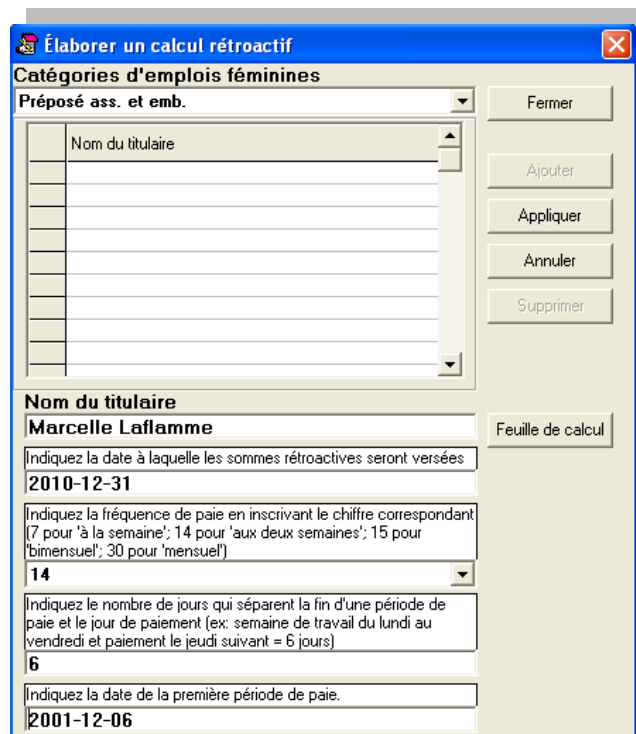 Élaborer un calcul rétroactif
Catégories d'emplois féminines
Préposé ass. et emb.
Fermer
Nom du titulaire
Ajouter
Appliquer
Annuler
Supprimer
Nom du titulaire
Marcelle Laflamme
Feuille de calcul
Indiquez la date à laquelle les sommes rétroactives seront versées
2010-12-31
Indiquez la fréquence de paie en inscrivant le chiffre correspondant
(7 pour 'à la semaine'; 14 pour 'aux deux semaines'; 15 pour
'bimensuel'; 30 pour 'mensuel')
14
Indiquez le nombre de jours qui séparent la fin d'une période de
paie et le jour de paiement (ex: semaine de travail du lundi au
vendredi et paiement le jeudi suivant = 6 jours)
6
Indiquez la date de la première période de paie.
2001-12-06